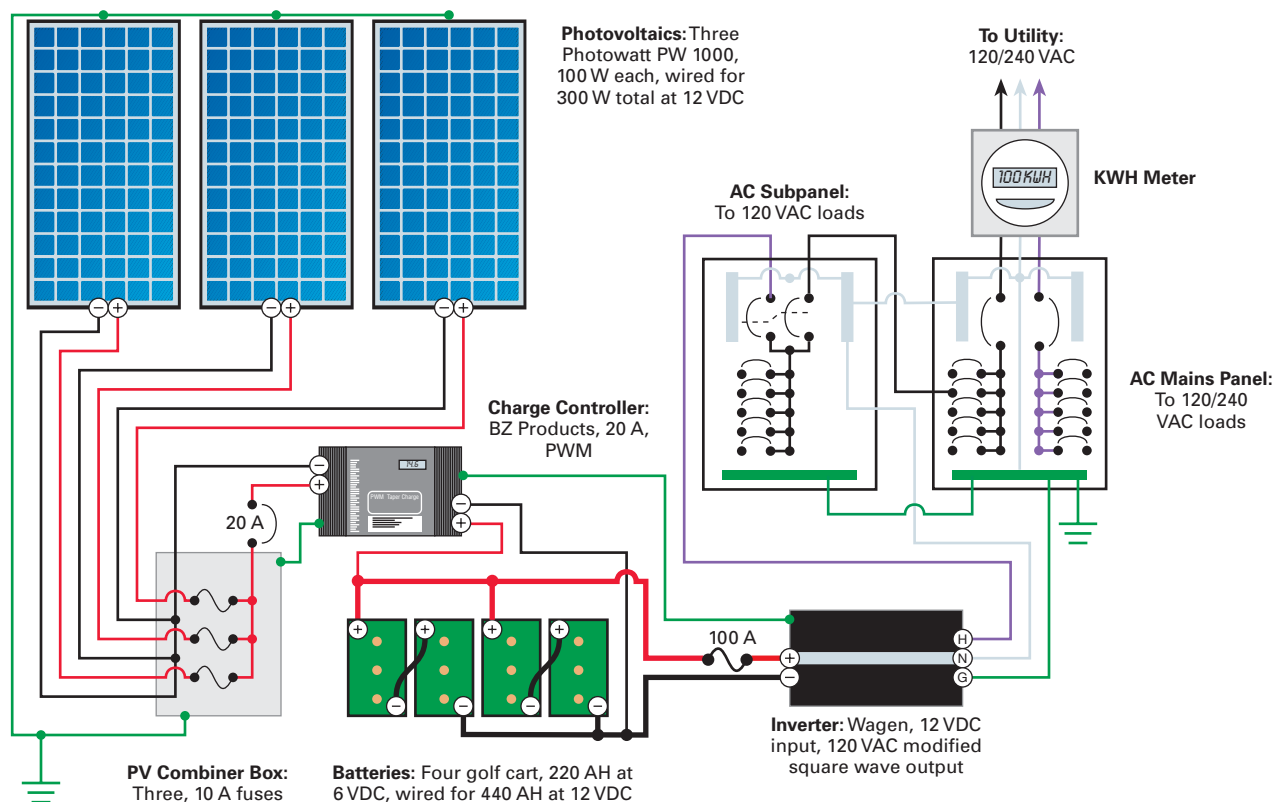 Photovoltaics: Three
Photowatt PW 1000,
100 W each, wired for
300 W total at 12 VDC
To Utility:
120/240 VAC
100 KWH
KWH Meter
AC Subpanel:
To 120 VAC loads
AC Mains Panel:
To 120/240
VAC loads
Charge Controller:
BZ Products, 20 A,
PWM
14.6
PWM Taper Charge
20 A
100 A
H
N
G
Inverter: Wagen, 12 VDC
input, 120 VAC modified
square wave output
PV Combiner Box:
Three, 10 A fuses
Batteries: Four golf cart, 220 AH at
6 VDC, wired for 440 AH at 12 VDC